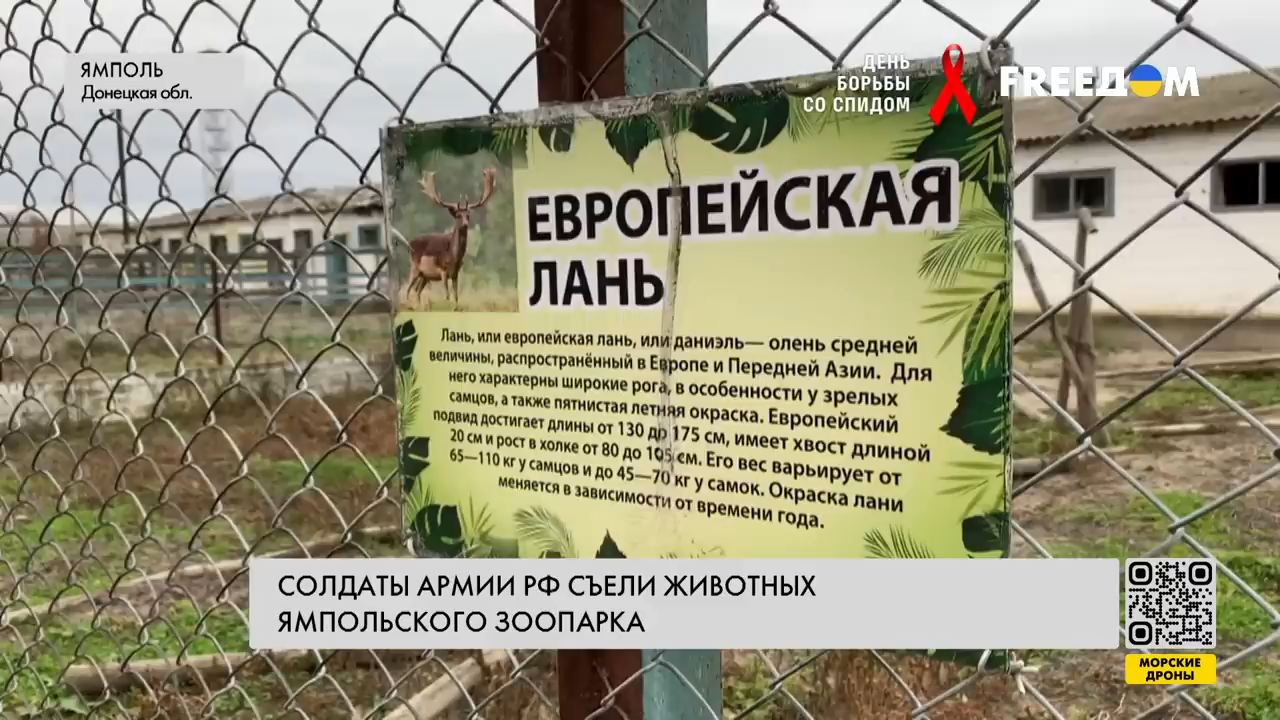 ЯМПОЛЬ
Донецкая обл.
ДЕНЬ
БОРЬБЫ
СО СПИДОМ
FREEDOM
ЕВРОПЕЙСКАЯ
ЛАНЬ
Лань, или европейская лань, или даниэль— олень средней
величины, распространённый в Европе и Передней Азии. Для
него характерны широкие рога, в особенности у зрелых
самцов, а также пятнистая летняя окраска. Европейский
подвид достигает длины от 130 до 175 см, имеет хвост длиной
20 см и рост в холке от 80 до 105 см. Его вес варьирует от
65—110 кг у самцов и до 45—70 кг у самок. Окраска лани
меняется в зависимости от времени года.
СОЛДАТЫ АРМИИ РФ СЪЕЛИ ЖИВОТНЫХ
ЯМПОЛЬСКОГО ЗООПАРКА
МОРСКИЕ
ДРОНЫ